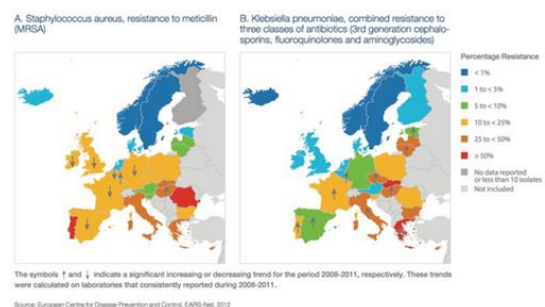 A. Staphylococcus aureus, resistance to meticillin
(MRSA)
B. Klebsiella pneumoniae, combined resistance to
three classes of antibiotics (3rd generation cephalo-
sporins, fluoroquinolones and aminoglycosides)
Percentage Resistance
< 1%
1 to < 5%
5 to < 10%
10 to < 25%
25 to < 50%
≥ 50%
No data reported
or less than 10 isolates
Not included
The symbols ↑ and ↓ indicate a significant increasing or decreasing trend for the period 2008-2011, respectively. These trends
were calculated on laboratories that consistently reported during 2008-2011.
Source: European Centre for Disease Prevention and Control, EARS-Net, 2012